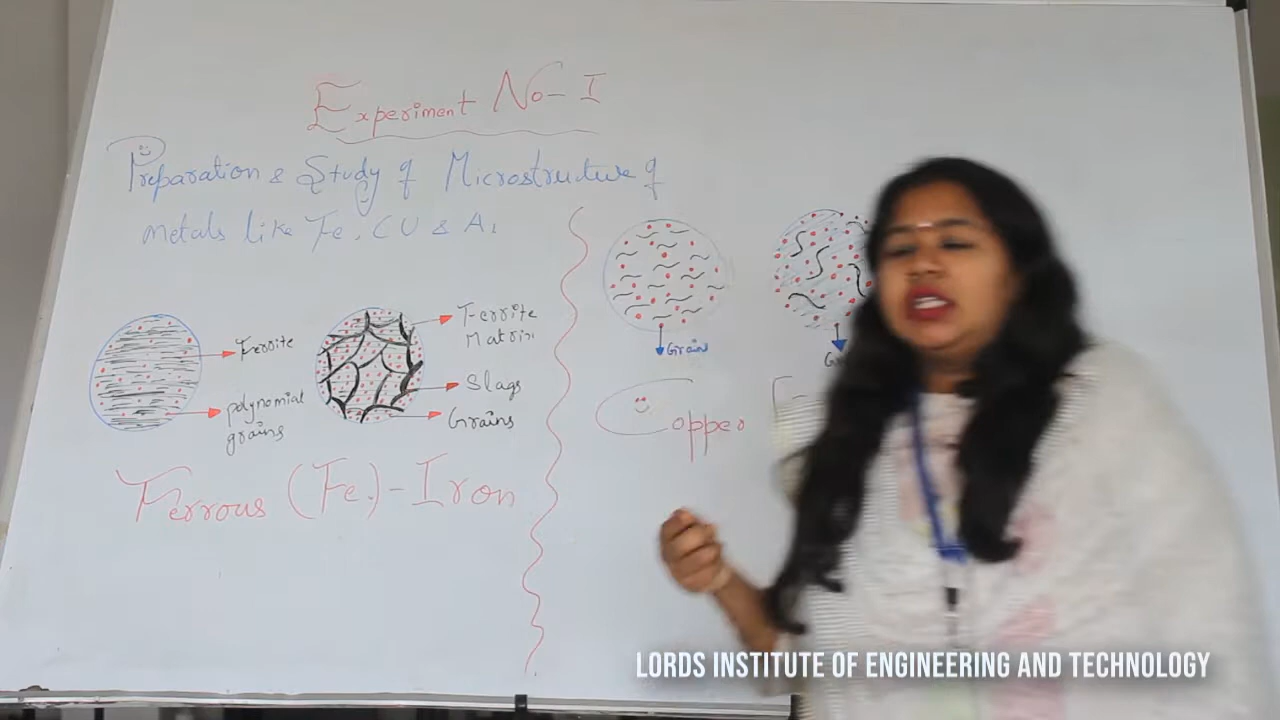 Experiment No- I
Preparation & Study of Microstructure of
metals like Fe, CU & Al
Ferrite
polynomial
grains
Ferrite
Matrix
Slags
Grains
Ferrous (Fe.) - Iron
Grain
Copper
LORDS INSTITUTE OF ENGINEERING AND TECHNOLOGY